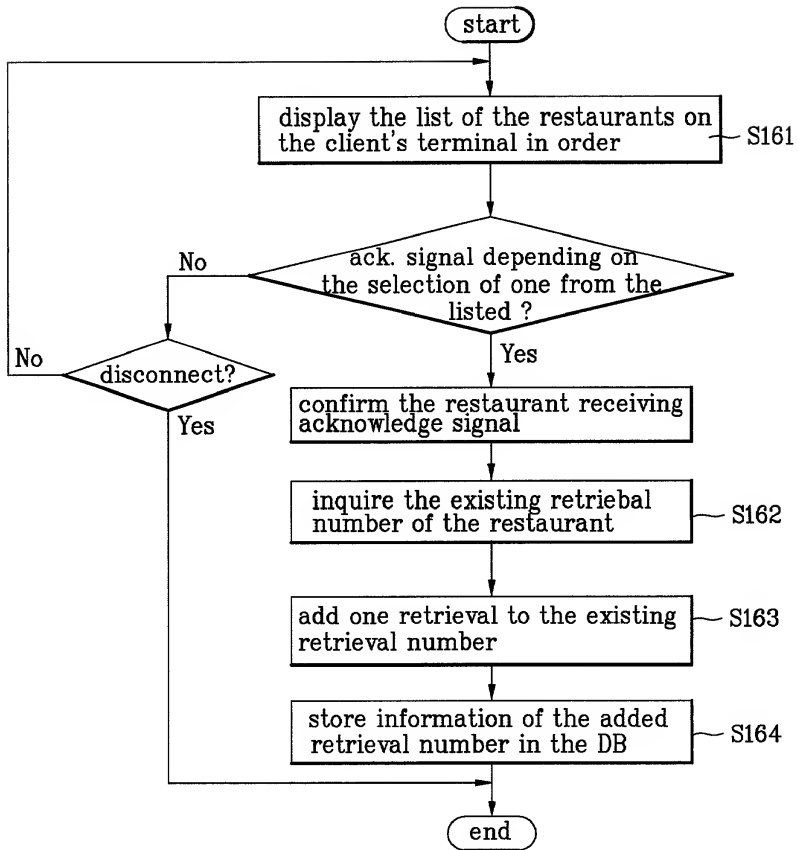 start
display the list of the restaurants on
the client's terminal in order
S161
ack. signal depending on
the selection of one from the
listed ?
No
Yes
disconnect?
No
Yes
confirm the restaurant receiving
acknowledge signal
inquire the existing retriebal
number of the restaurant
S162
add one retrieval to the existing
retrieval number
S163
store information of the added
retrieval number in the DB
S164
end